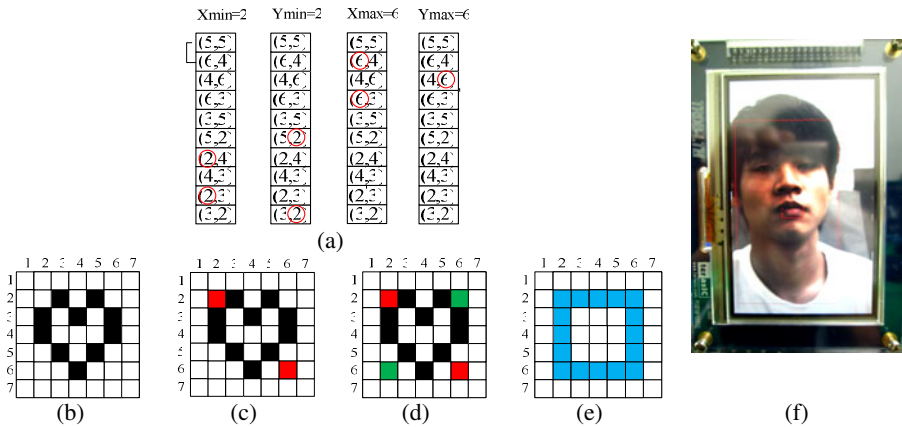 Xmin=2 Ymin=2 Xmax=6 Ymax=6
(5,5) (5,5) (5,5) (5,5)
(6,4) (6,4) (6,4) (6,4)
(4,6) (4,6) (4,6) (4,6)
(6,3) (6,3) (6,3) (6,3)
(3,5) (3,5) (3,5) (3,5)
(5,2) (5,2) (5,2) (5,2)
(2,4) (2,4) (2,4) (2,4)
(4,3) (4,3) (4,3) (4,3)
(2,3) (2,3) (2,3) (2,3)
(3,2) (3,2) (3,2) (3,2)
(a)
1 2 3 4 5 6 7
1
2
3
4
5
6
7
(b)
1 2 3 4 5 6 7
1
2
3
4
5
6
7
(c)
1 2 3 4 5 6 7
1
2
3
4
5
6
7
(d)
1 2 3 4 5 6 7
1
2
3
4
5
6
7
(e)
terasic
(f)